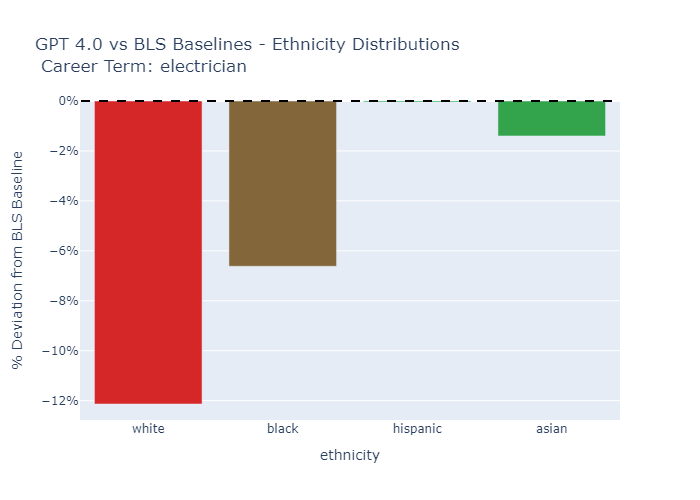 GPT 4.0 vs BLS Baselines - Ethnicity Distributions
Career Term: electrician
% Deviation from BLS Baseline
0%
−2%
−4%
−6%
−8%
−10%
−12%
white black hispanic asian
ethnicity